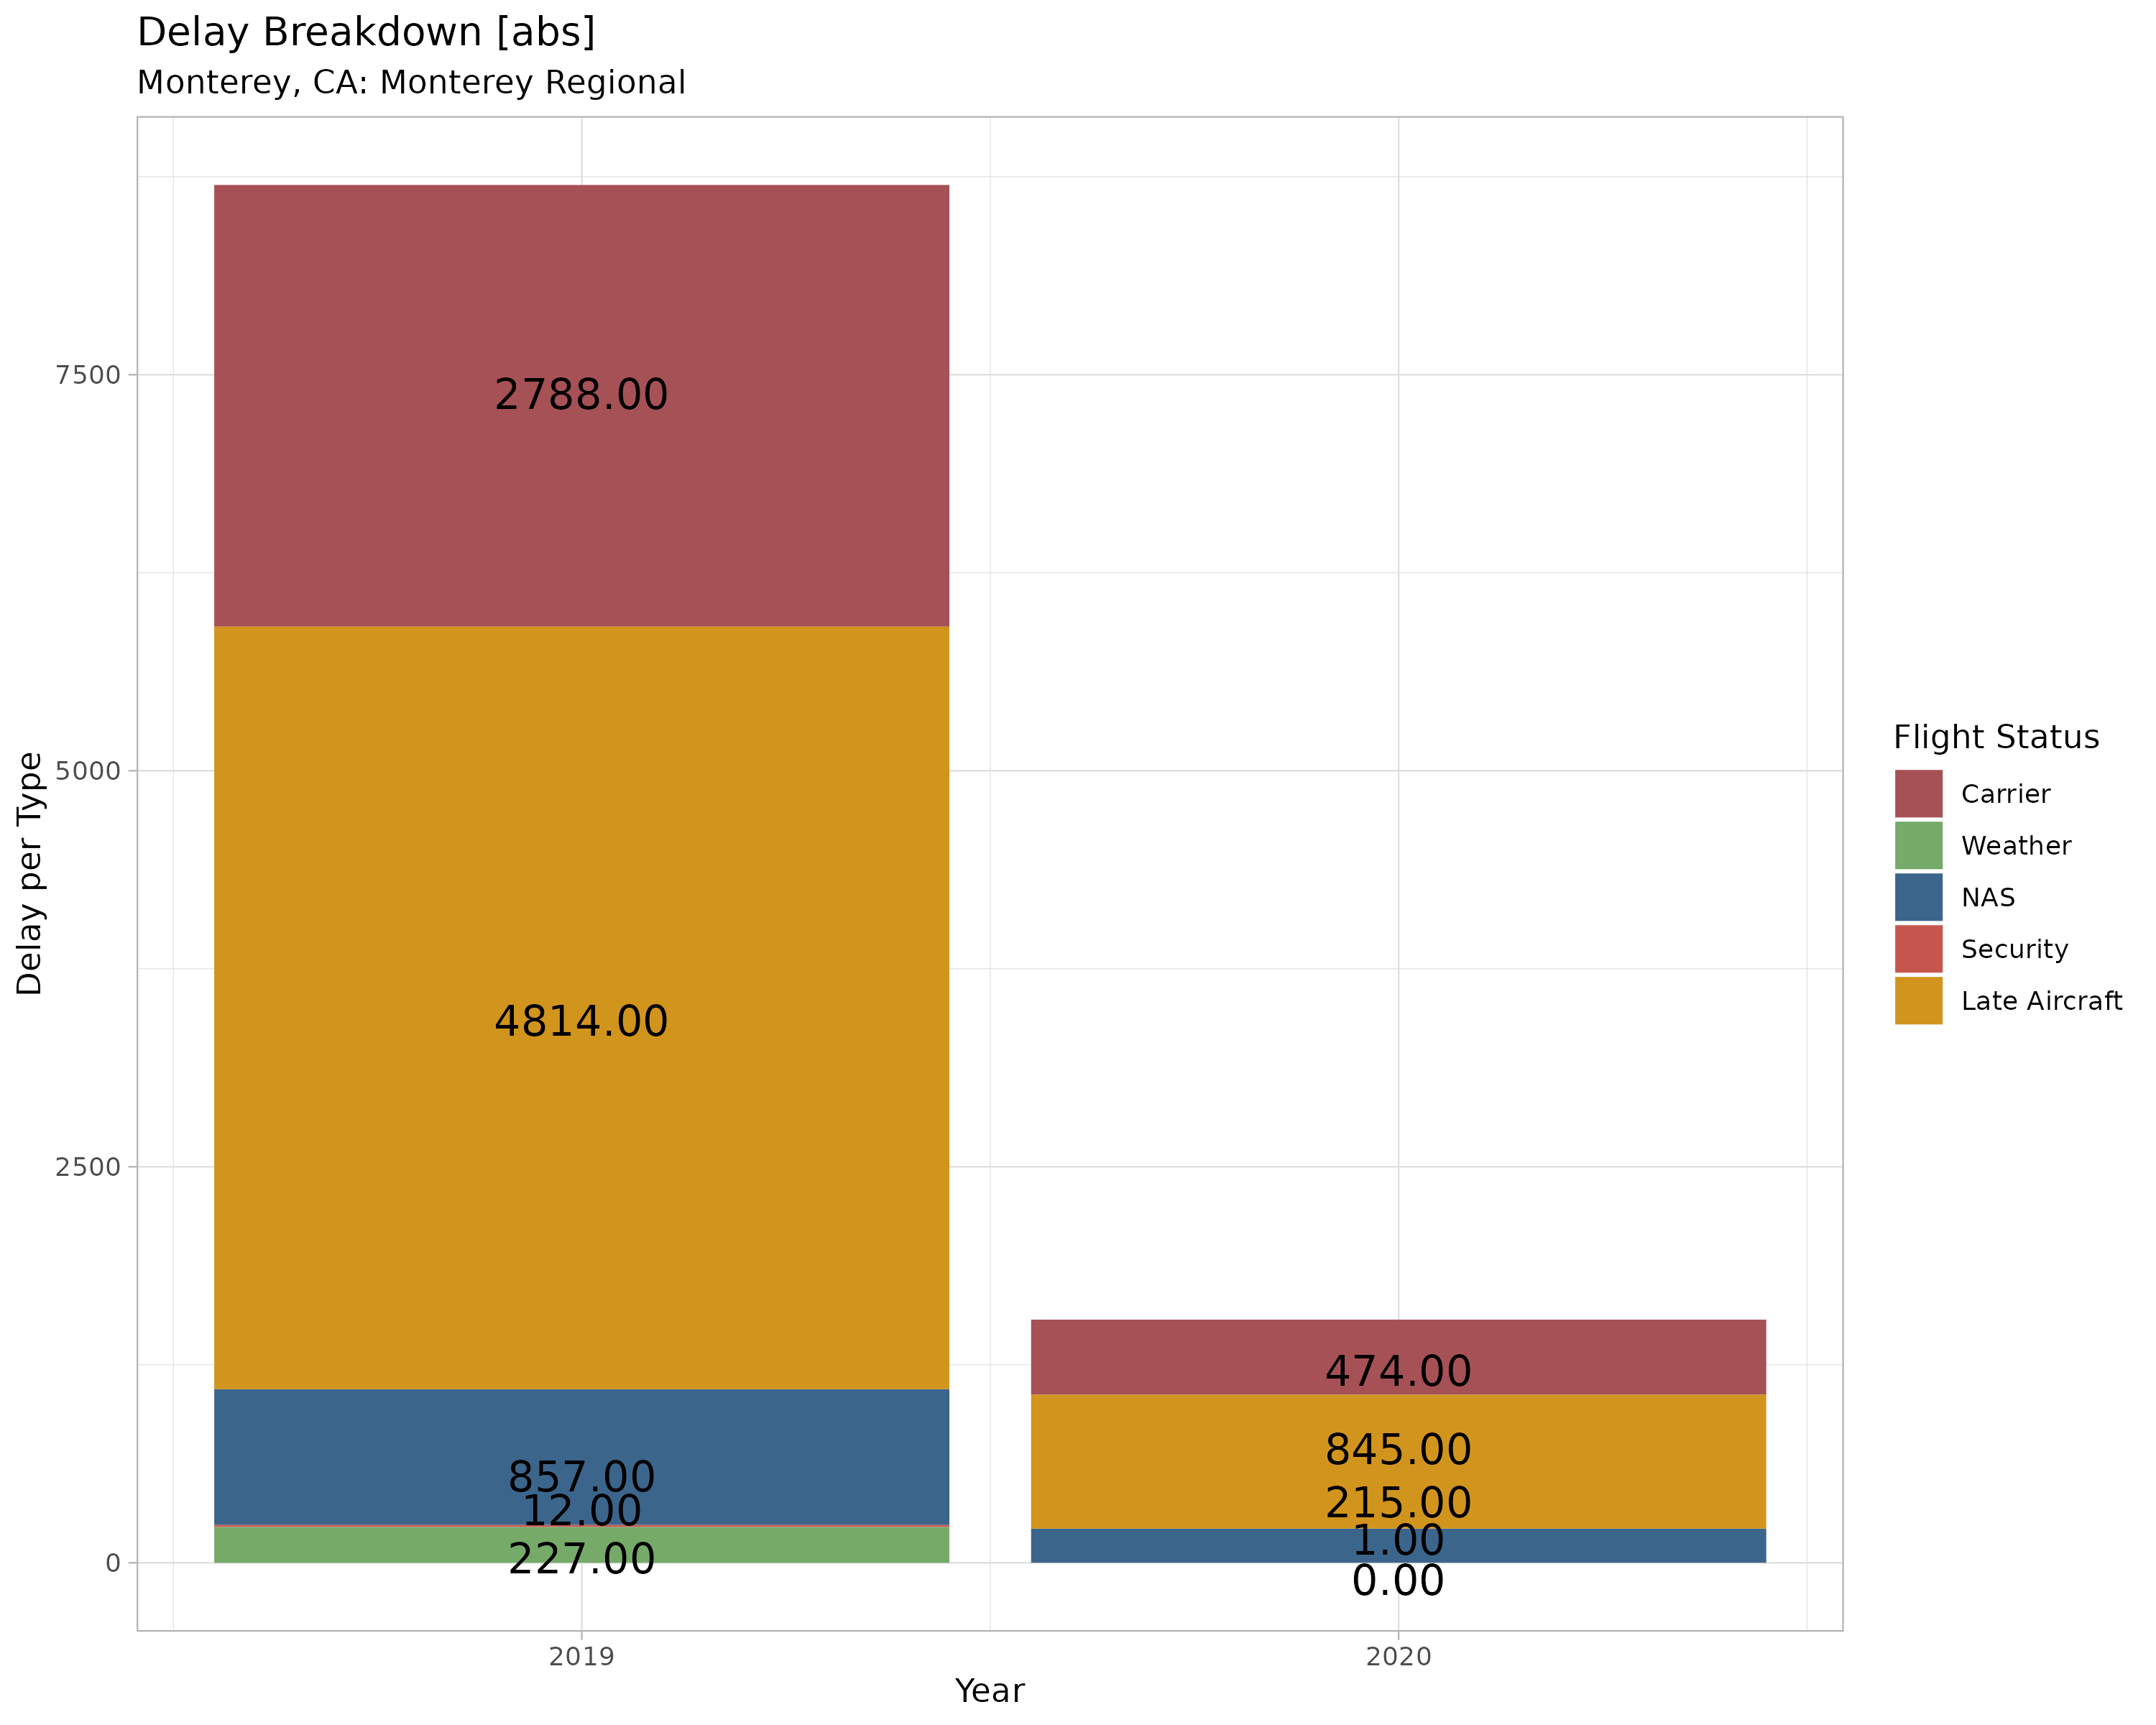 Delay Breakdown [abs]
Monterey, CA: Monterey Regional
Delay per Type
7500
5000
2500
0
2788.00
4814.00
857.00
12.00
227.00
474.00
845.00
215.00
1.00
0.00
2019
2020
Year
Flight Status
Carrier
Weather
NAS
Security
Late Aircraft